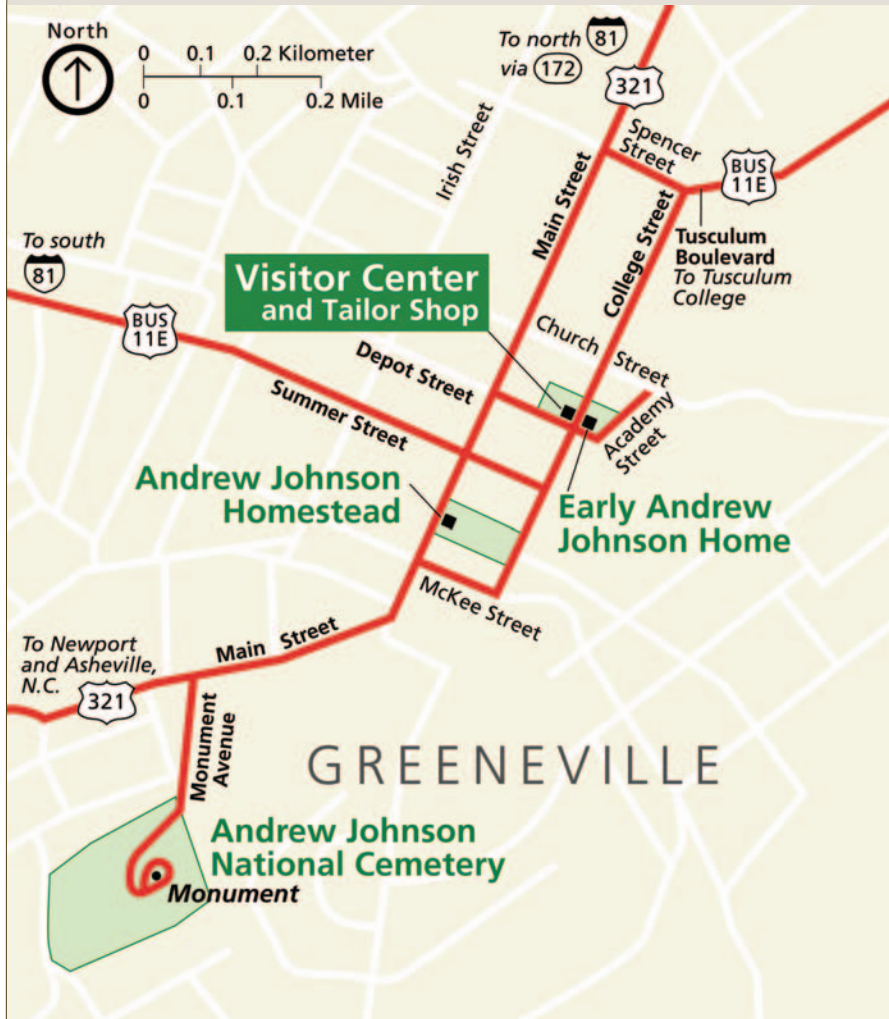 North
0 0.1 0.2 Kilometer
0 0.1 0.2 Mile
To north 81
via 172
321
Irish Street
Main Street
Spencer
Street
BUS
11E
College Street
Tusculum
Boulevard
To Tusculum
College
To south
81
BUS
11E
Visitor Center
and Tailor Shop
Church Street
Depot Street
Summer Street
Academy
Street
Andrew Johnson
Homestead
Early Andrew
Johnson Home
McKee Street
Main Street
To Newport
and Asheville,
N.C.
321
Monument
Avenue
GREENEVILLE
Andrew Johnson
National Cemetery
Monument